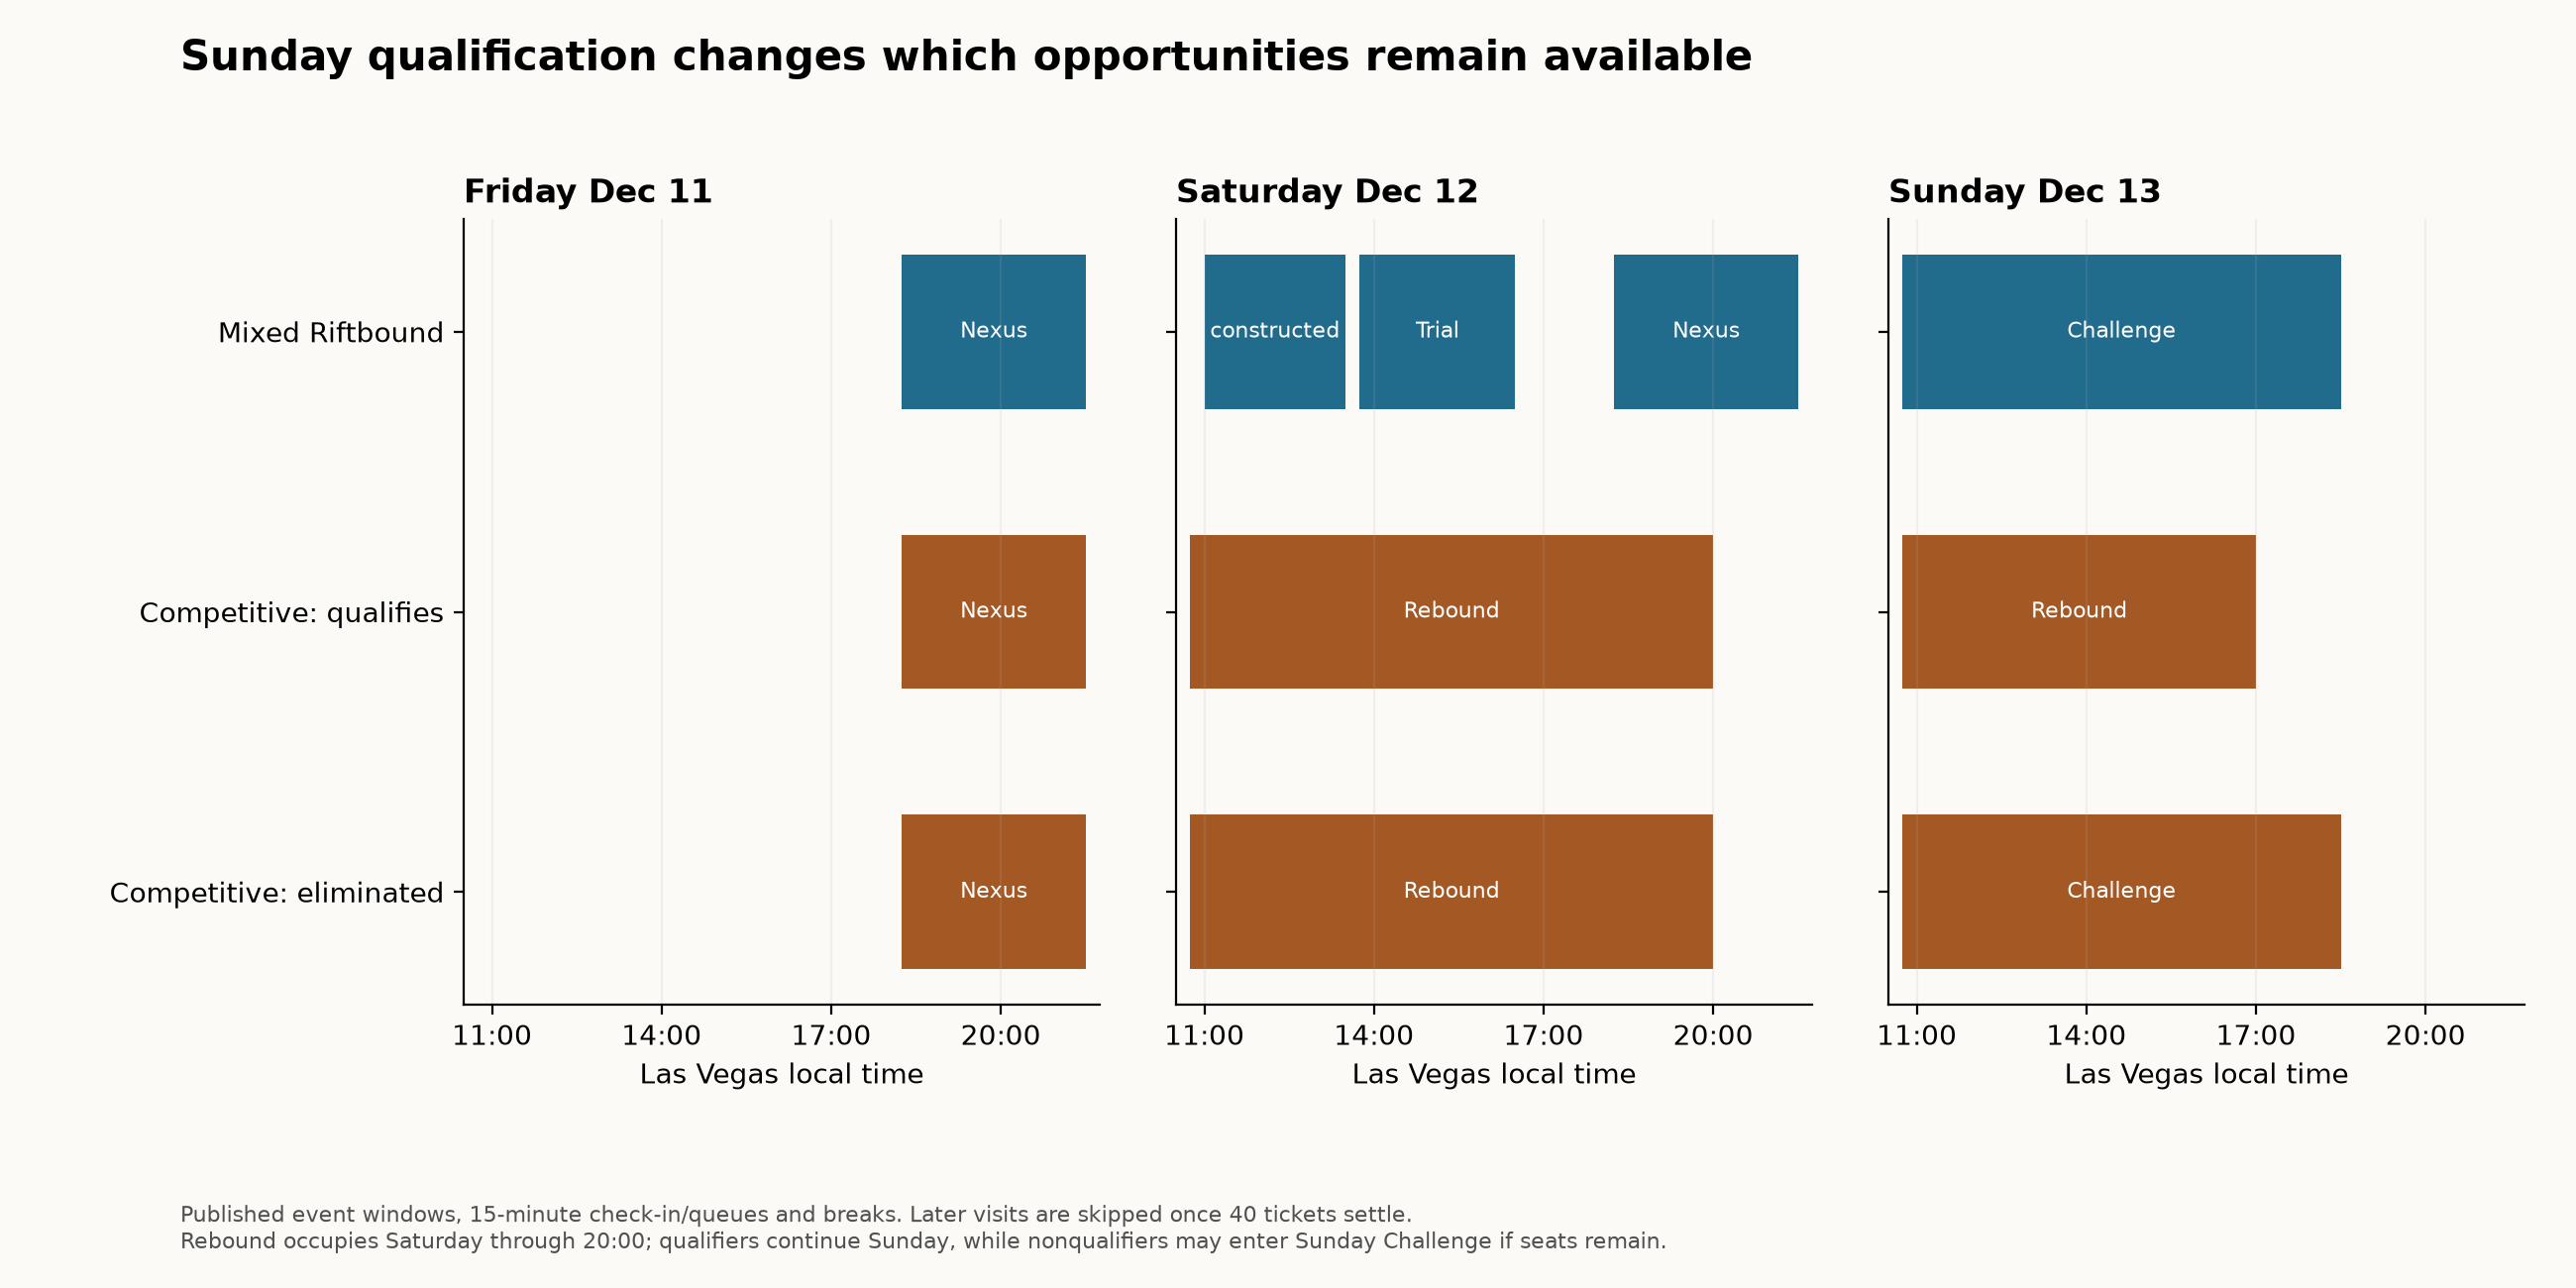 Sunday qualification changes which opportunities remain available
Friday Dec 11
Saturday Dec 12
Sunday Dec 13
Mixed Riftbound
Nexus
constructed
Trial
Nexus
Challenge
Competitive: qualifies
Nexus
Rebound
Rebound
Competitive: eliminated
Nexus
Rebound
Challenge
11:00 14:00 17:00 20:00
11:00 14:00 17:00 20:00
11:00 14:00 17:00 20:00
Las Vegas local time
Las Vegas local time
Las Vegas local time
Published event windows, 15-minute check-in/queues and breaks. Later visits are skipped once 40 tickets settle.
Rebound occupies Saturday through 20:00; qualifiers continue Sunday, while nonqualifiers may enter Sunday Challenge if seats remain.